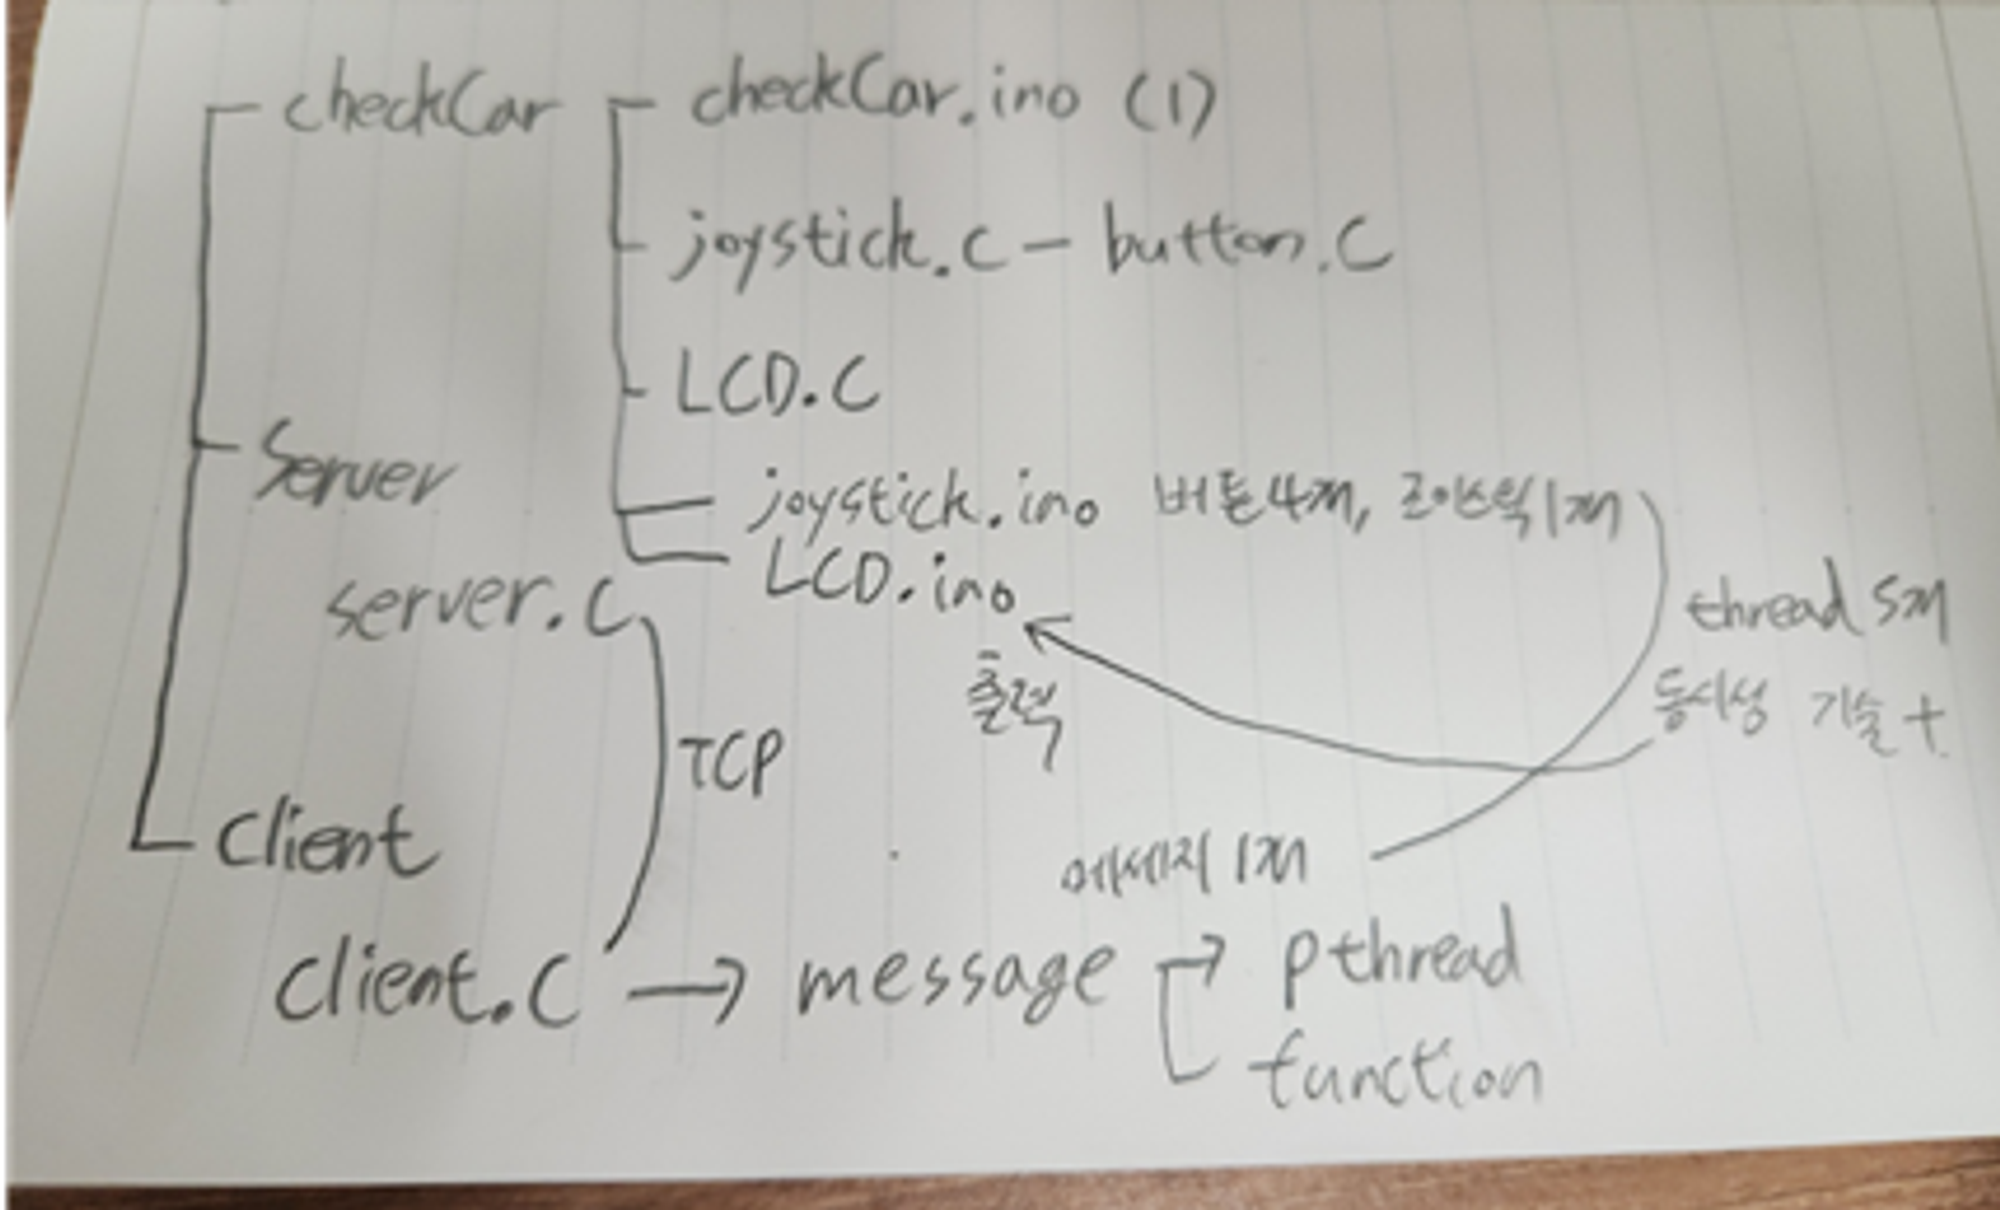 checkCar checkCar.ino (1)
joystick.c - button.c
LCD.C
Server
joystick.ino 버튼4개, 조이스틱1개
LCD.ino
server.c
thread 5개
동시성 기술 +
출력
TCP
Client
메세지 1개
client.c → message → pthread
function